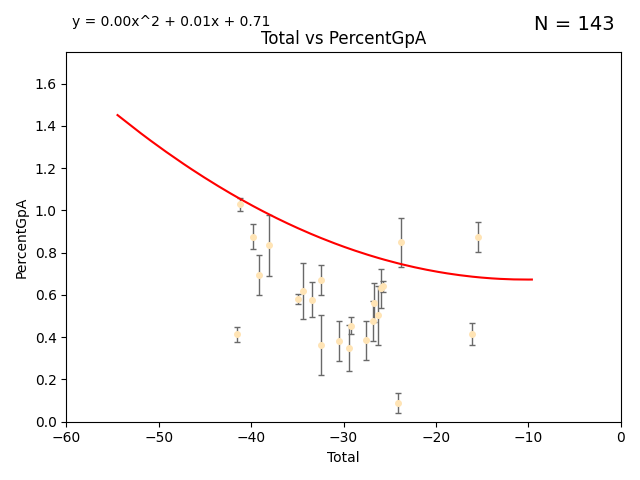 y = 0.00x^2 + 0.01x + 0.71
N = 143
Total vs PercentGpA
PercentGpA
1.6
1.4
1.2
1.0
0.8
0.6
0.4
0.2
0.0
−60 −50 −40 −30 −20 −10 0
Total